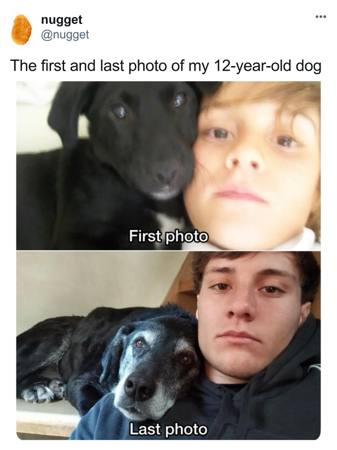 nugget
@nugget
The first and last photo of my 12-year-old dog
First photo
Last photo